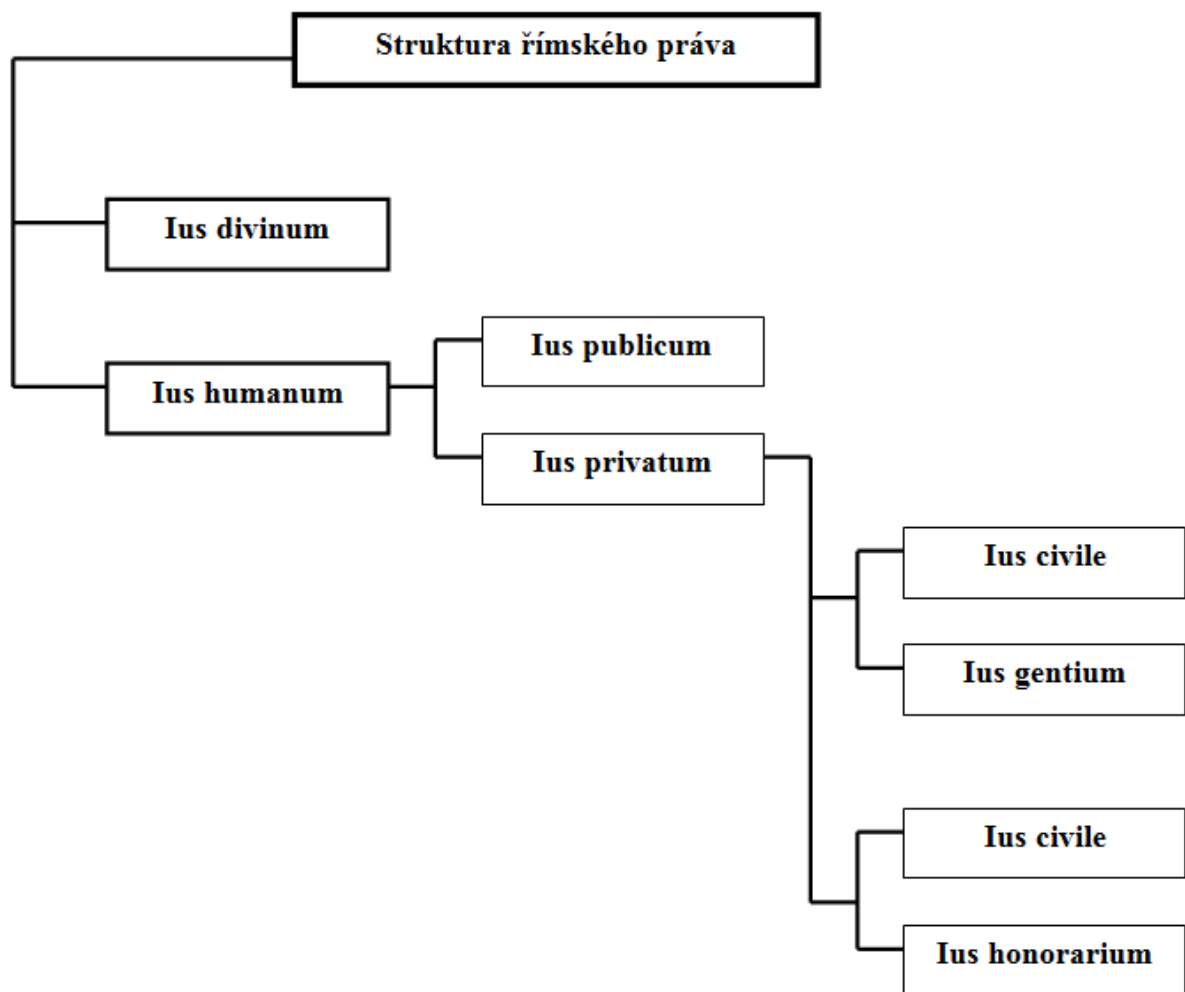 Struktura římského práva
Ius divinum
Ius humanum
Ius publicum
Ius privatum
Ius civile
Ius gentium
Ius civile
Ius honorarium